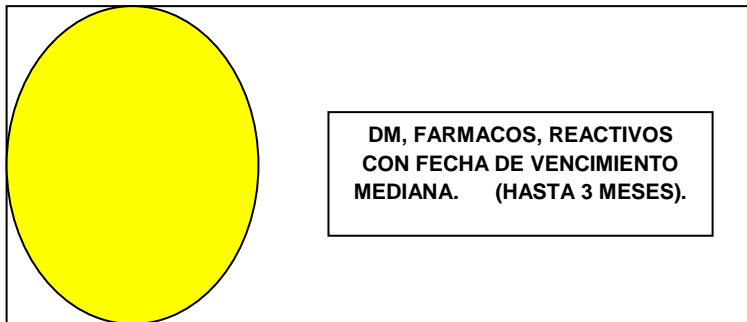 DM, FARMACOS, REACTIVOS
CON FECHA DE VENCIMIENTO
MEDIANA. (HASTA 3 MESES).